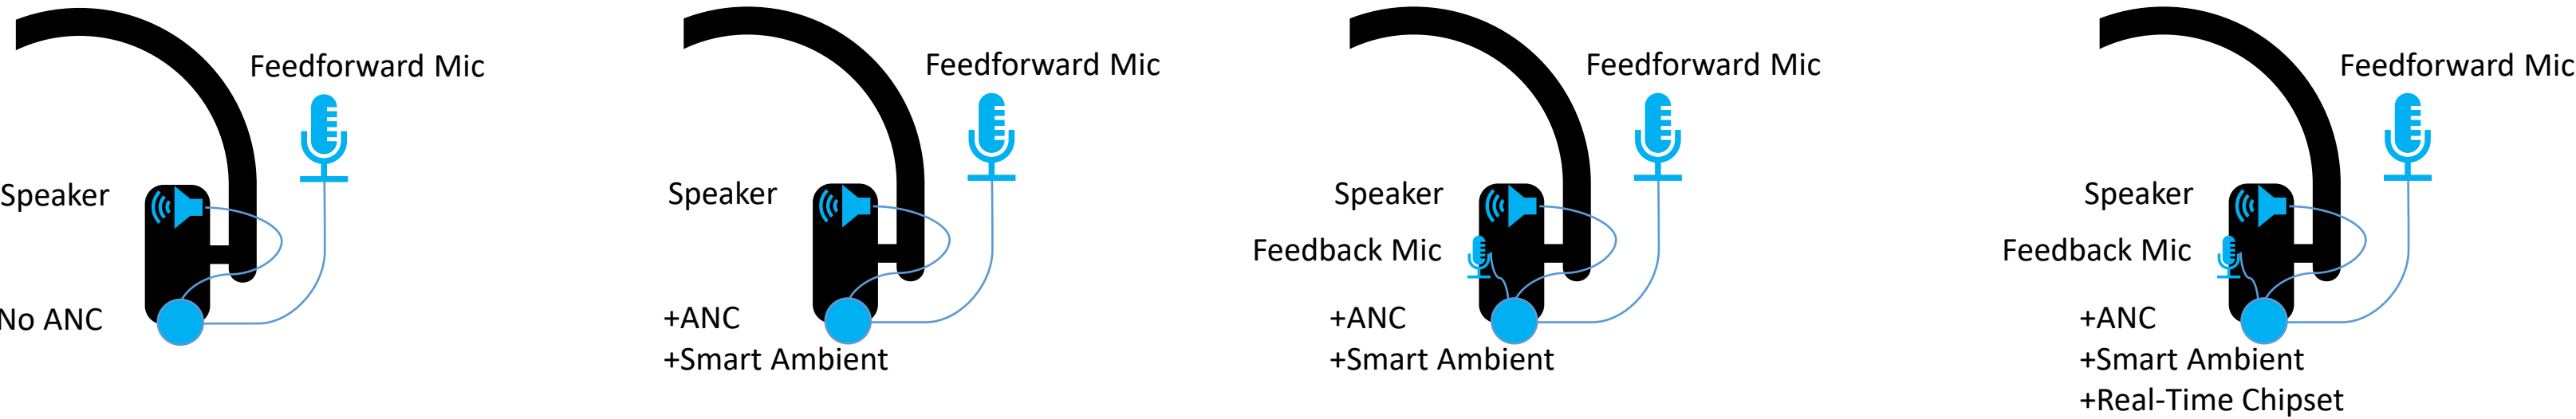 Feedforward Mic
Speaker
No ANC
Feedforward Mic
Speaker
+ANC
+Smart Ambient
Feedforward Mic
Speaker
Feedback Mic
+ANC
+Smart Ambient
Feedforward Mic
Speaker
Feedback Mic
+ANC
+Smart Ambient
+Real-Time Chipset